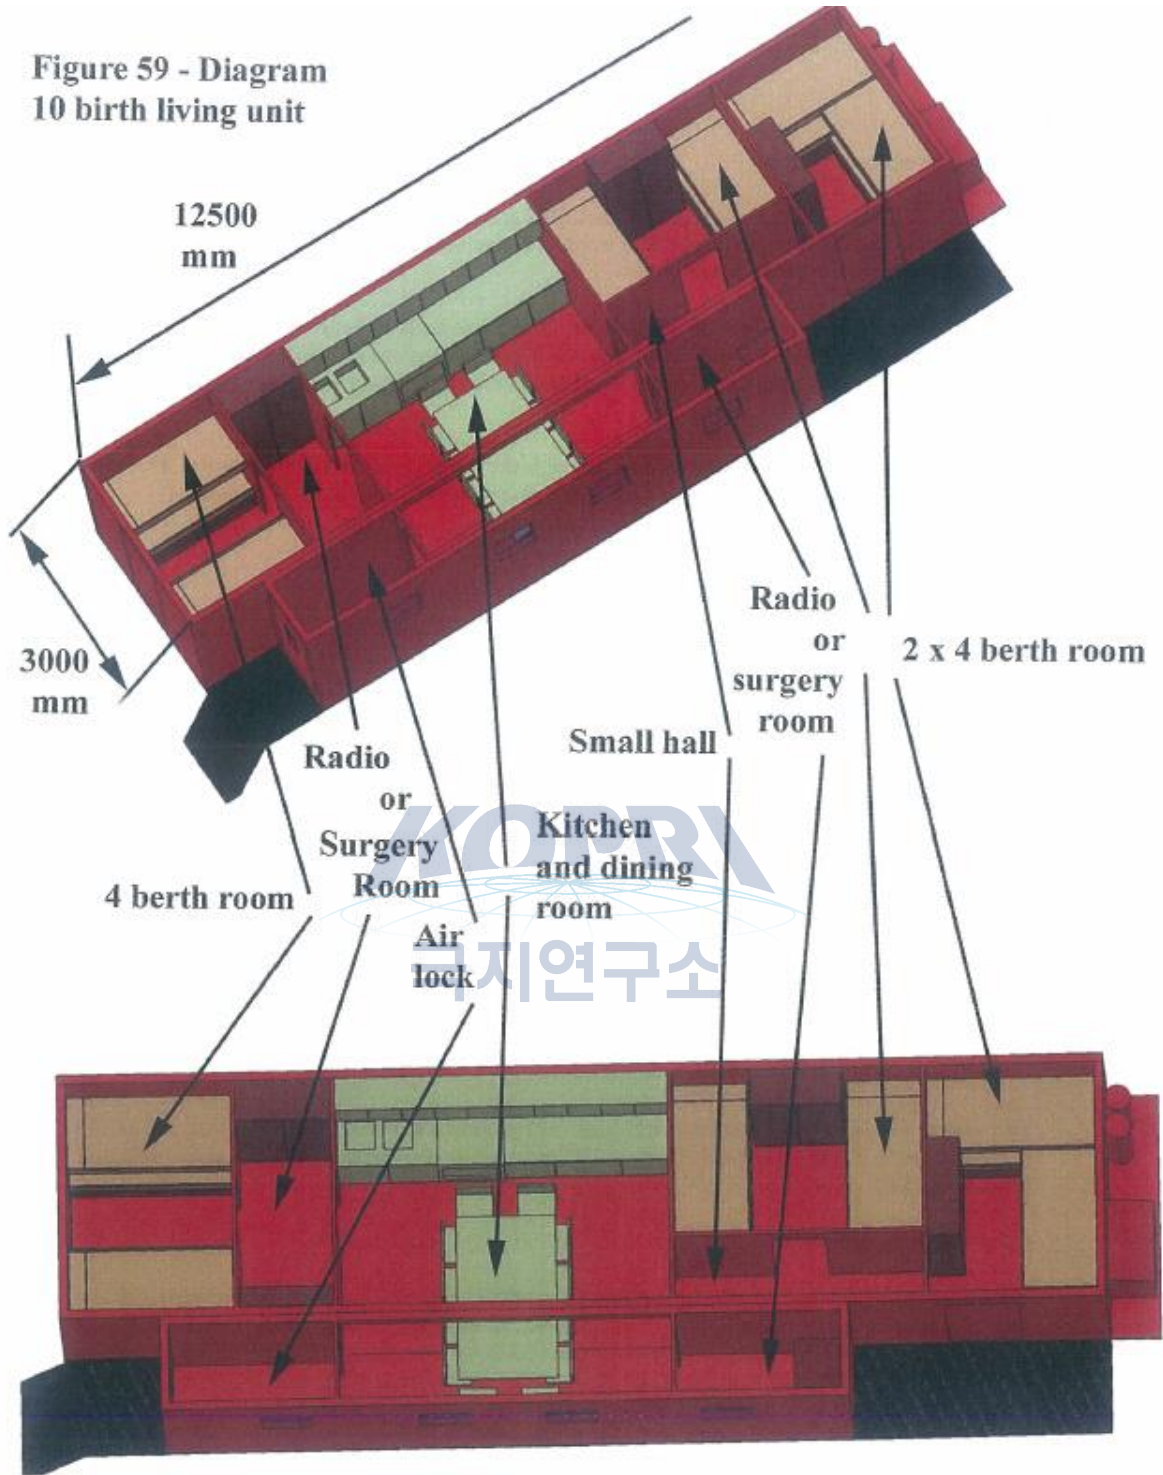 Figure 59 - Diagram
10 birth living unit
12500
mm
3000
mm
Radio
or
surgery
room
2 x 4 berth room
Small hall
Radio
or
Surgery
Room
Kitchen
and dining
room
4 berth room
Air
lock
KOPRI
극지연구소